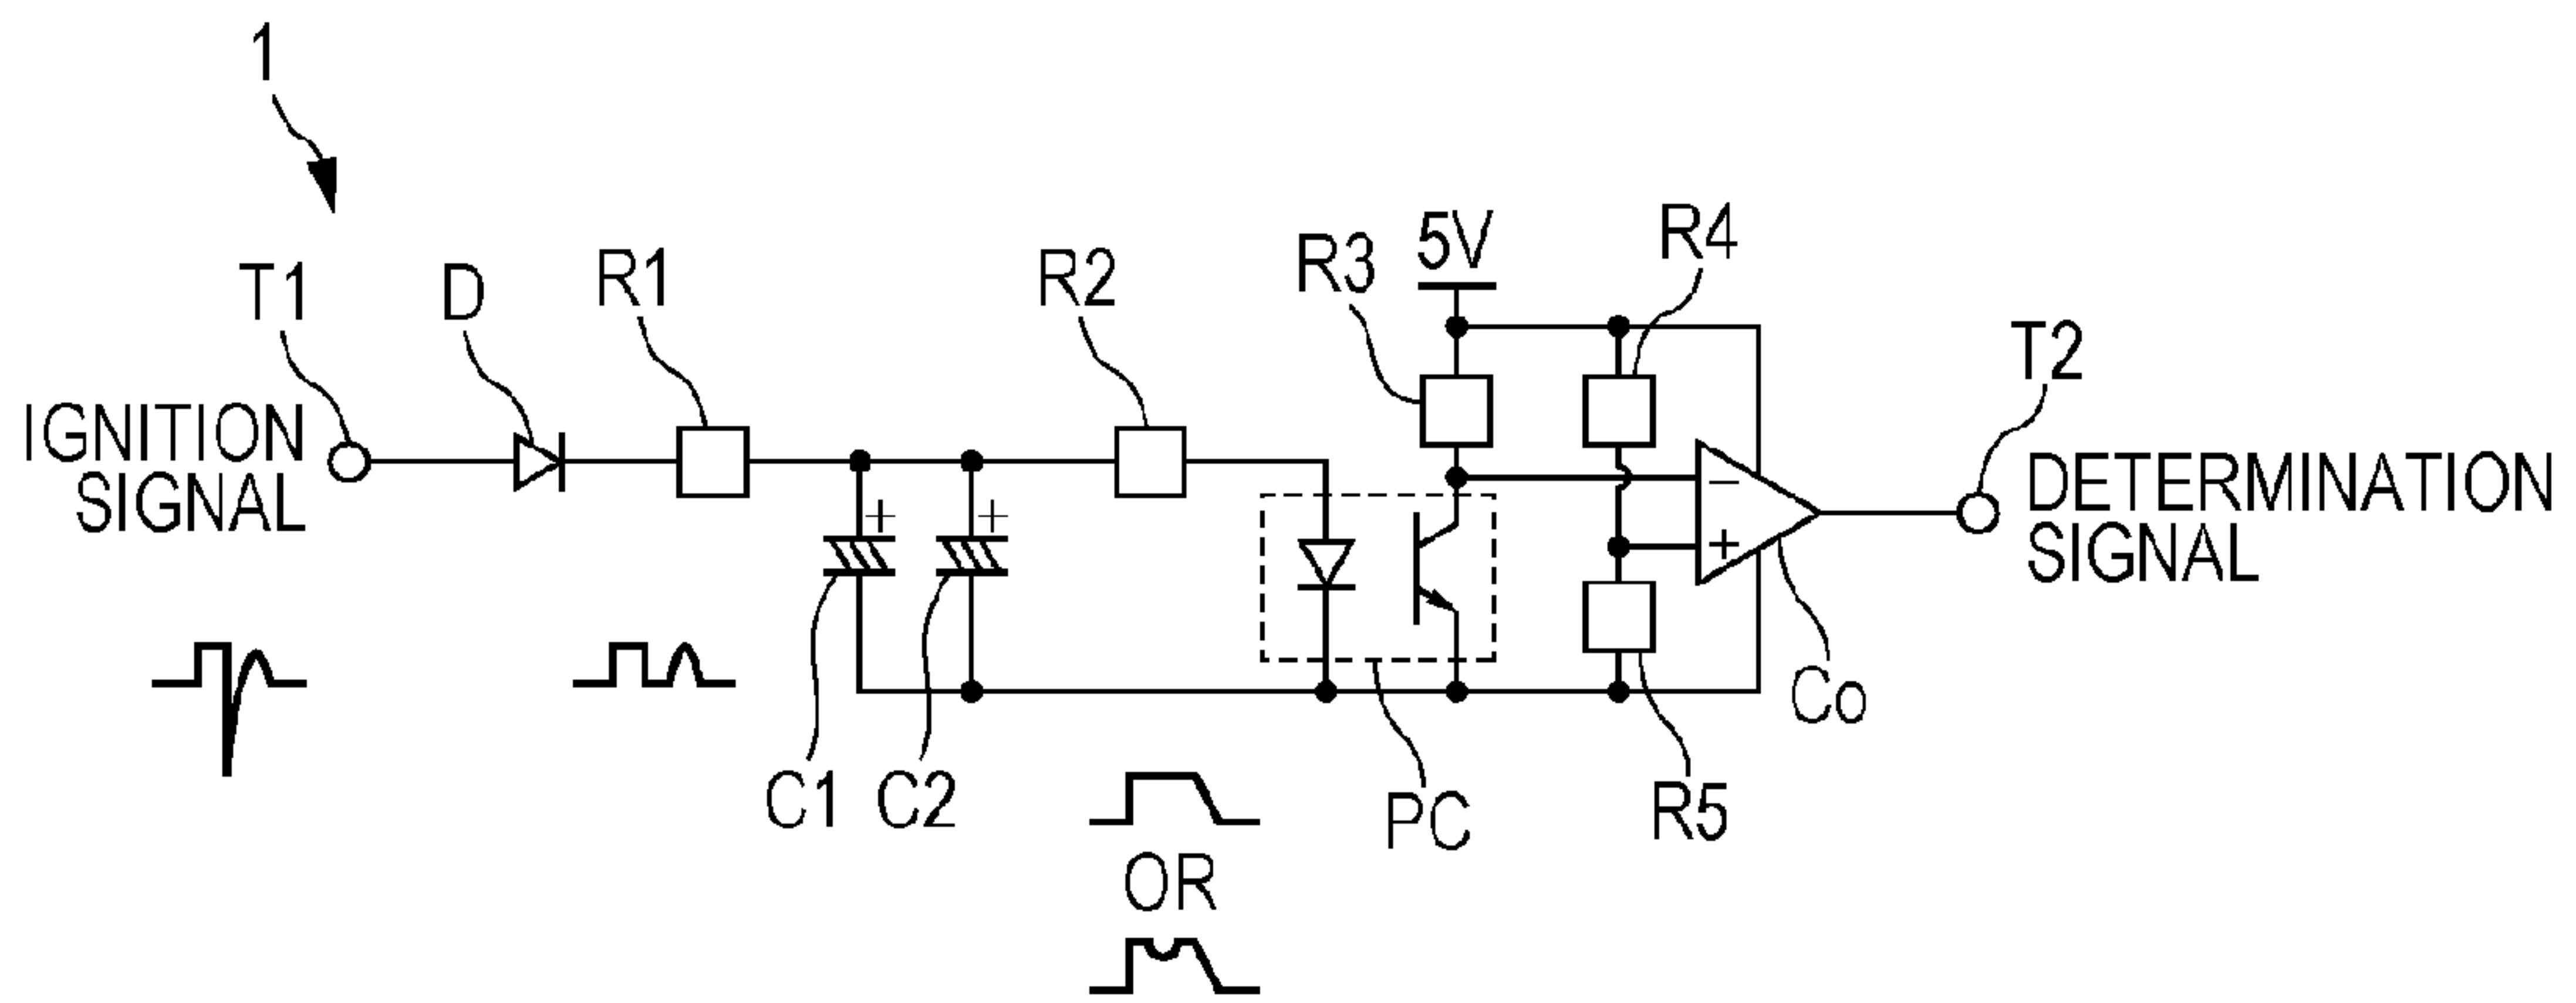 1
T1
D
R1
R2
R3
5V
R4
T2
IGNITION
SIGNAL
DETERMINATION
SIGNAL
+
+
−
+
C1
C2
PC
R5
Co
OR